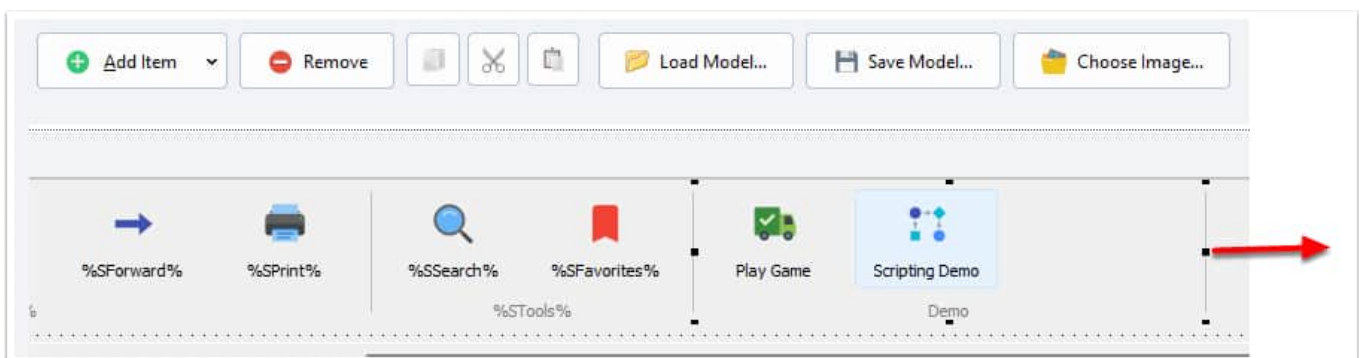 Add Item Remove Load Model... Save Model... Choose Image...
%SForward% %SPrint% %SSearch% %SFavorites% Play Game Scripting Demo
% %STools% Demo